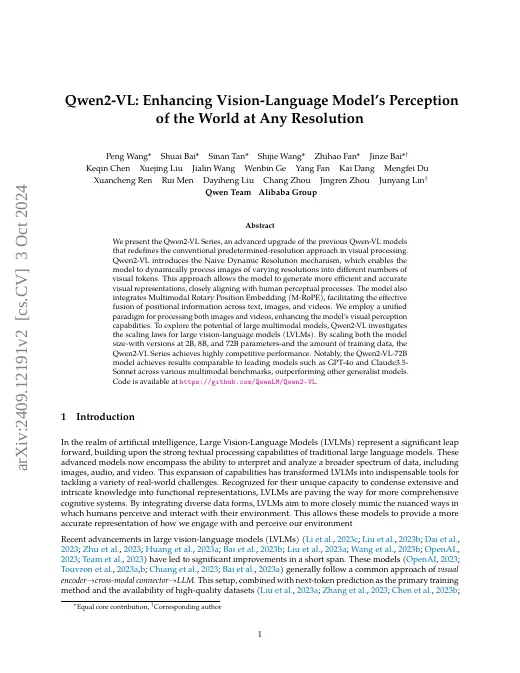 arXiv:2409.12191v2 [cs.CV] 3 Oct 2024
Qwen2-VL: Enhancing Vision-Language Model's Perception
of the World at Any Resolution
Peng Wang* Shuai Bai* Sinan Tan* Shijie Wang* Zhihao Fan* Jinze Bai*†
Keqin Chen Xuejing Liu Jialin Wang Wenbin Ge Yang Fan Kai Dang Mengfei Du
Xuancheng Ren Rui Men Dayiheng Liu Chang Zhou Jingren Zhou Junyang Lin†
Qwen Team Alibaba Group
Abstract
We present the Qwen2-VL Series, an advanced upgrade of the previous Qwen-VL models
that redefines the conventional predetermined-resolution approach in visual processing.
Qwen2-VL introduces the Naive Dynamic Resolution mechanism, which enables the
model to dynamically process images of varying resolutions into different numbers of
visual tokens. This approach allows the model to generate more efficient and accurate
visual representations, closely aligning with human perceptual processes. The model also
integrates Multimodal Rotary Position Embedding (M-RoPE), facilitating the effective
fusion of positional information across text, images, and videos. We employ a unified
paradigm for processing both images and videos, enhancing the model's visual perception
capabilities. To explore the potential of large multimodal models, Qwen2-VL investigates
the scaling laws for large vision-language models (LVLMs). By scaling both the model
size-with versions at 2B, 8B, and 72B parameters-and the amount of training data, the
Qwen2-VL Series achieves highly competitive performance. Notably, the Qwen2-VL-72B
model achieves results comparable to leading models such as GPT-4o and Claude3.5-
Sonnet across various multimodal benchmarks, outperforming other generalist models.
Code is available at https://github.com/QwenLM/Qwen2-VL.
1 Introduction
In the realm of artificial intelligence, Large Vision-Language Models (LVLMs) represent a significant leap
forward, building upon the strong textual processing capabilities of traditional large language models. These
advanced models now encompass the ability to interpret and analyze a broader spectrum of data, including
images, audio, and video. This expansion of capabilities has transformed LVLMs into indispensable tools for
tackling a variety of real-world challenges. Recognized for their unique capacity to condense extensive and
intricate knowledge into functional representations, LVLMs are paving the way for more comprehensive
cognitive systems. By integrating diverse data forms, LVLMs aim to more closely mimic the nuanced ways in
which humans perceive and interact with their environment. This allows these models to provide a more
accurate representation of how we engage with and perceive our environment
Recent advancements in large vision-language models (LVLMs) (Li et al., 2023c; Liu et al., 2023b; Dai et al.,
2023; Zhu et al., 2023; Huang et al., 2023a; Bai et al., 2023b; Liu et al., 2023a; Wang et al., 2023b; OpenAI.,
2023; Team et al., 2023) have led to significant improvements in a short span. These models (OpenAI, 2023;
Touvron et al., 2023a,b; Chiang et al., 2023; Bai et al., 2023a) generally follow a common approach of visual
encoder→cross-modal connector→LLM. This setup, combined with next-token prediction as the primary training
method and the availability of high-quality datasets (Liu et al., 2023a; Zhang et al., 2023; Chen et al., 2023b;
*Equal core contribution, †Corresponding author
1